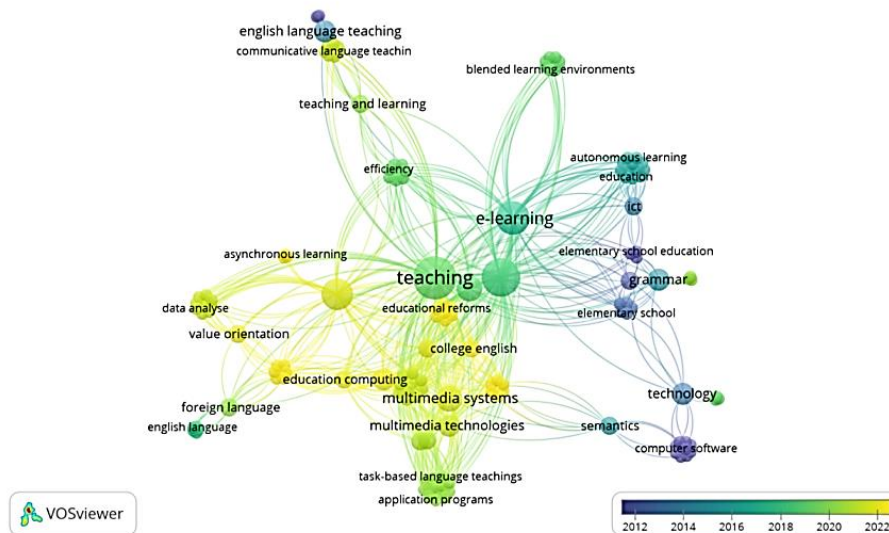 english language teaching
communicative language teachin
blended learning environments
teaching and learning
autonomous learning
efficiency
education
ict
e-learning
elementary school education
asynchronous learning
teaching
grammar
data analyse
educational reforms
elementary school
value orientation
college english
education computing
technology
multimedia systems
foreign language
multimedia technologies
semantics
english language
computer software
task-based language teachings
application programs
VOSviewer
2012 2014 2016 2018 2020 2022